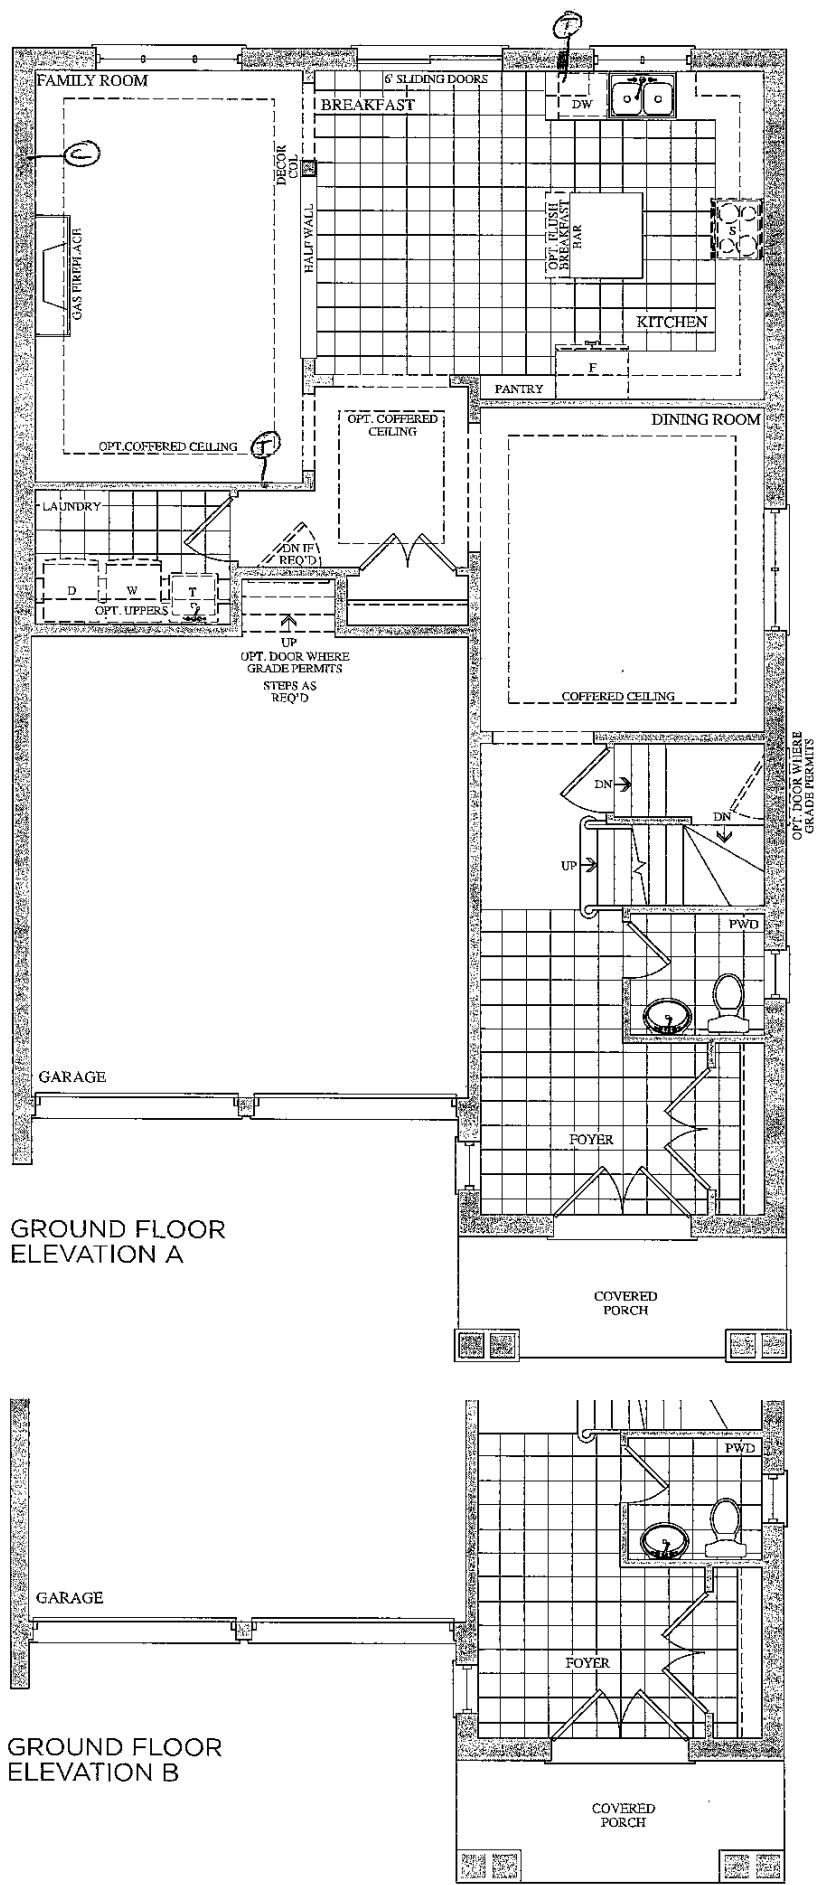 T
FAMILY ROOM
6' SLIDING DOORS
BREAKFAST
DW
C
DECOR
COL
HALF WALL
GAS FIREPLACE
OPT. FLUSH
BREAKFAST
BAR
S
KITCHEN
F
PANTRY
OPT. COFFERED
CEILING
DINING ROOM
OPT.COFFERED CEILING
T
LAUNDRY
DN IF
REQ'D
D
W
T
OPT. UPPERS
UP
OPT. DOOR WHERE
GRADE PERMITS
STEPS AS
REQ'D
COFFERED CEILING
OPT. DOOR WHERE
GRADE PERMITS
DN
DN
UP
PWD
GARAGE
FOYER
GROUND FLOOR
ELEVATION A
COVERED
PORCH
PWD
GARAGE
FOYER
GROUND FLOOR
ELEVATION B
COVERED
PORCH